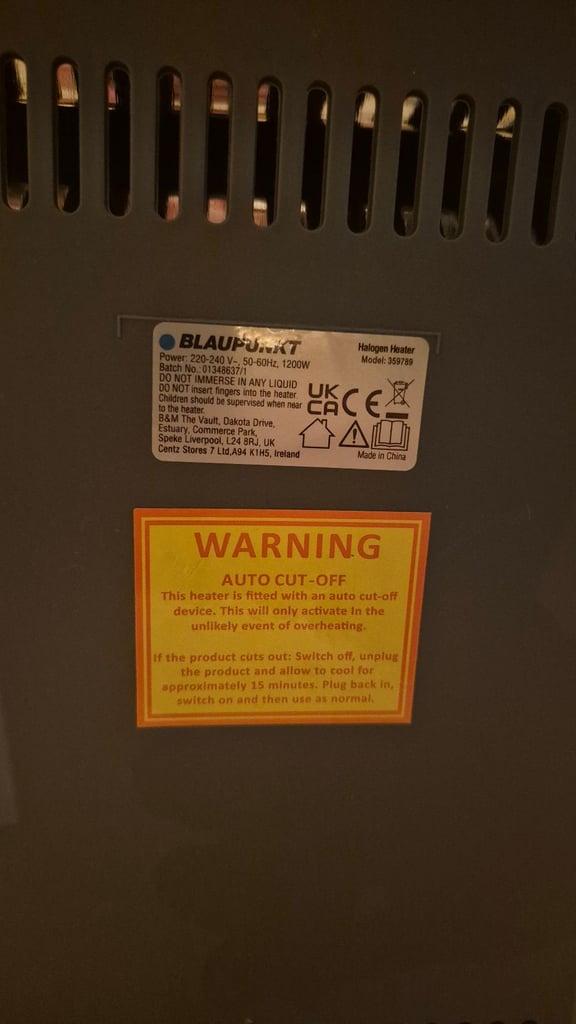 BLAUPUNKT
Halogen Heater
Model: 359789
Power: 220-240 V~, 50-60Hz, 1200W
Batch No.: 01348637/1
DO NOT IMMERSE IN ANY LIQUID
DO NOT insert fingers into the heater.
Children should be supervised when near
to the heater.
B&M The Vault, Dakota Drive,
Estuary, Commerce Park,
Speke Liverpool, L24 8RJ, UK
Centz Stores 7 Ltd,A94 K1H5, Ireland
UK
CA CE
Made in China
WARNING
AUTO CUT-OFF
This heater is fitted with an auto cut-off
device. This will only activate in the
unlikely event of overheating.
If the product cuts out: Switch off, unplug
the product and allow to cool for
approximately 15 minutes. Plug back in,
switch on and then use as normal.